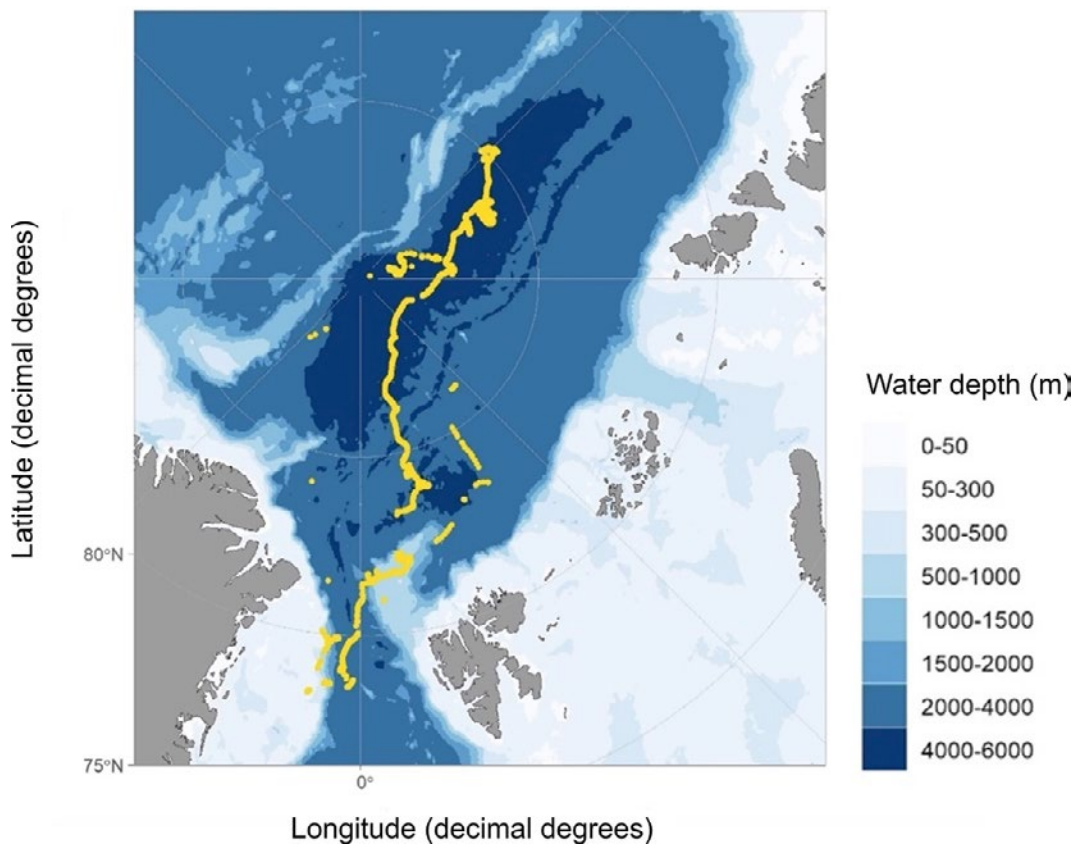 Latitude (decimal degrees)
80°N
75°N
0°
Longitude (decimal degrees)
Water depth (m)
0-50
50-300
300-500
500-1000
1000-1500
1500-2000
2000-4000
4000-6000